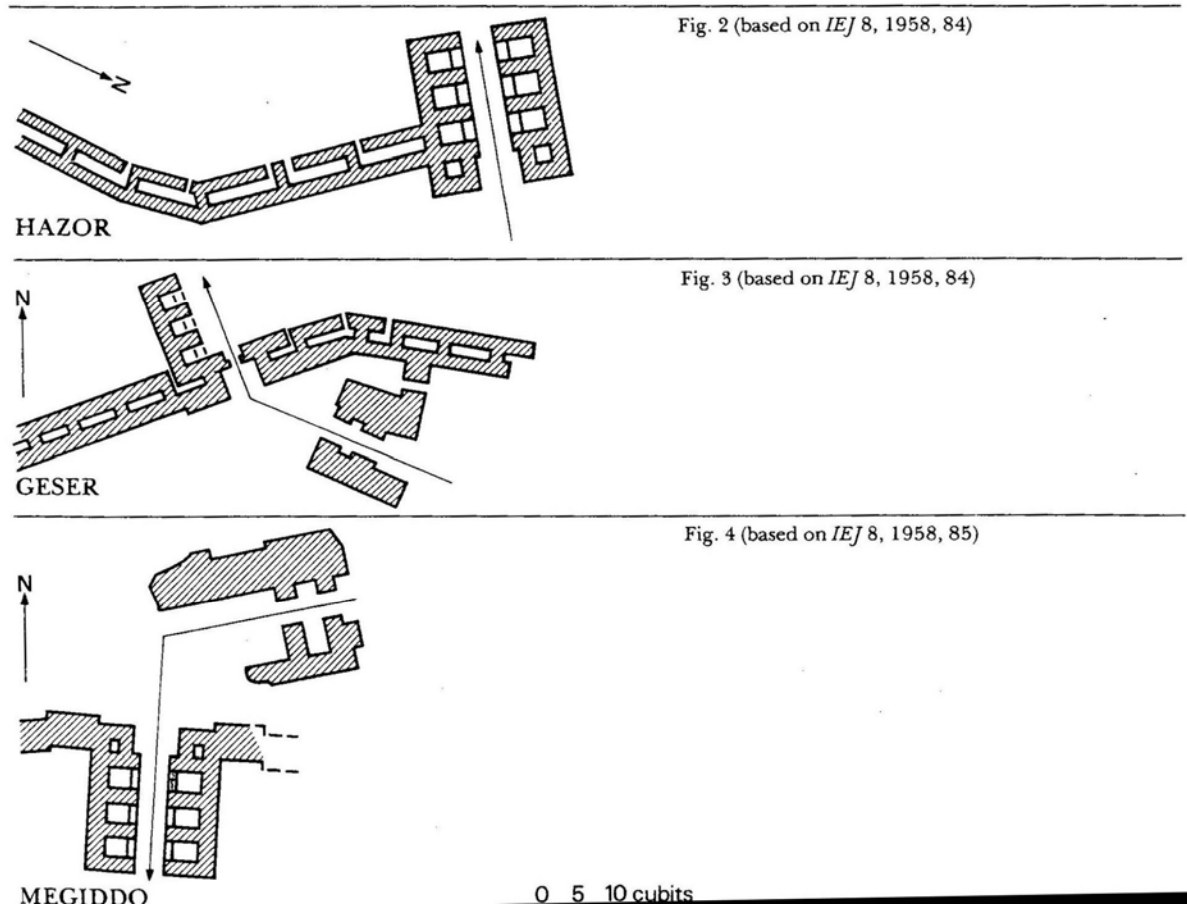 Fig. 2 (based on IEJ 8, 1958, 84)
N
HAZOR
Fig. 3 (based on IEJ 8, 1958, 84)
N
GESER
Fig. 4 (based on IEJ 8, 1958, 85)
N
MEGIDDO
0 5 10 cubits